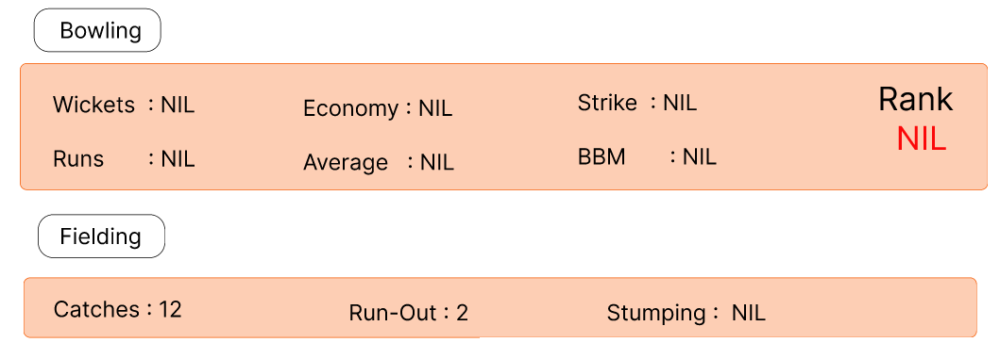 Bowling
Wickets : NIL Economy : NIL Strike : NIL Rank
NIL
Runs : NIL Average : NIL BBM : NIL
Fielding
Catches : 12 Run-Out : 2 Stumping : NIL